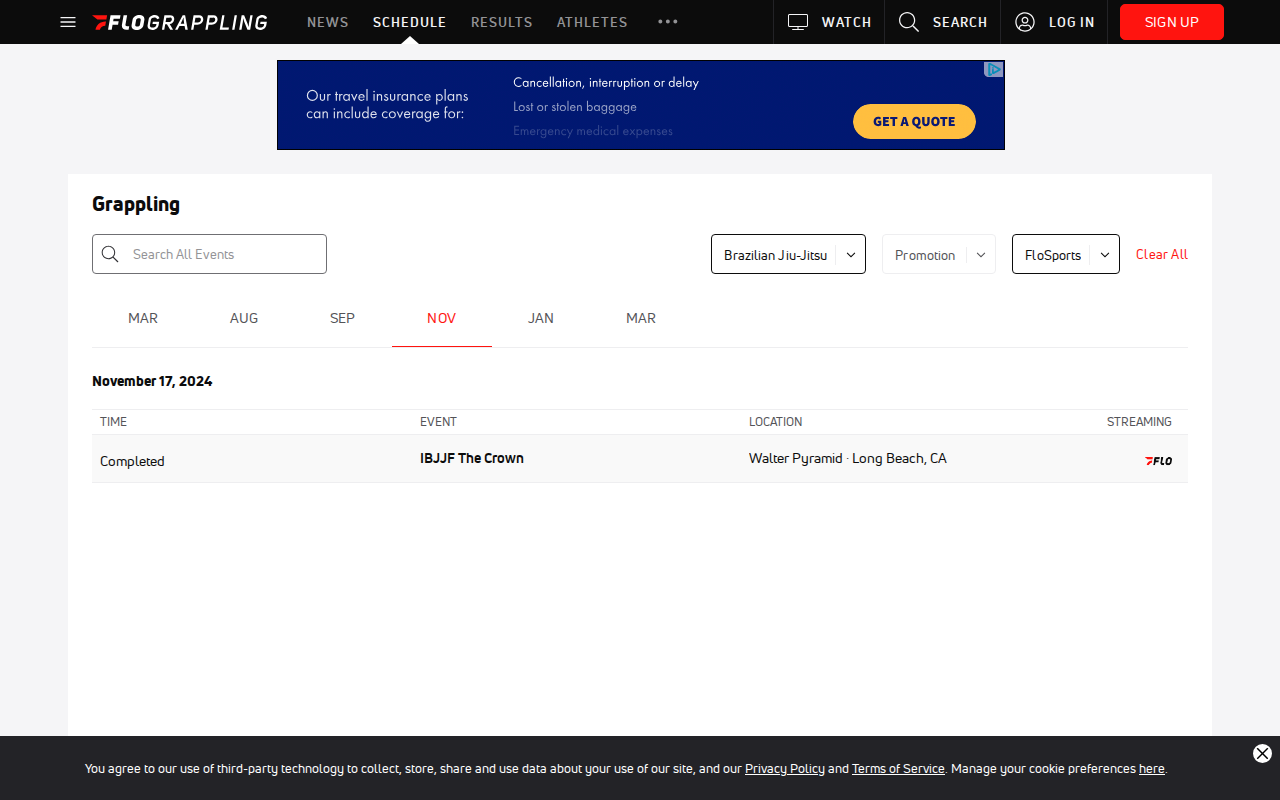 FLOGRAPPLING NEWS SCHEDULE RESULTS ATHLETES ••• WATCH SEARCH LOG IN SIGN UP
Our travel insurance plans
can include coverage for:
Cancellation, interruption or delay
Lost or stolen baggage
Emergency medical expenses
GET A QUOTE
Grappling
Search All Events Brazilian Jiu-Jitsu Promotion FloSports Clear All
MAR AUG SEP NOV JAN MAR
November 17, 2024
TIME EVENT LOCATION STREAMING
Completed IBJJF The Crown Walter Pyramid · Long Beach, CA FLO
You agree to our use of third-party technology to collect, store, share and use data about your use of our site, and our Privacy Policy and Terms of Service. Manage your cookie preferences here.